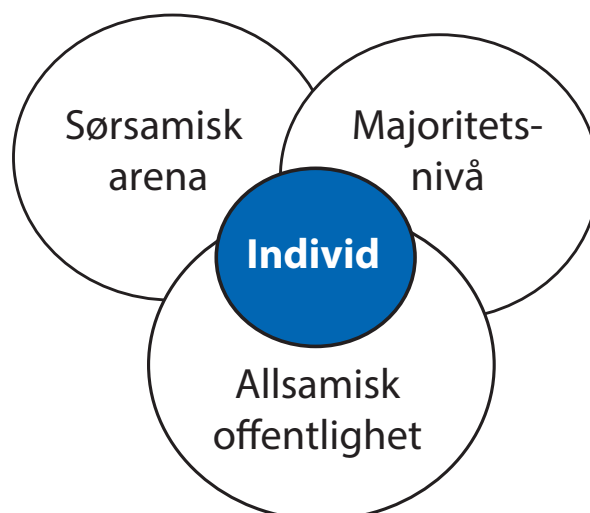 Sørsamisk
arena
Majoritets-
nivå
Individ
Allsamisk
offentlighet